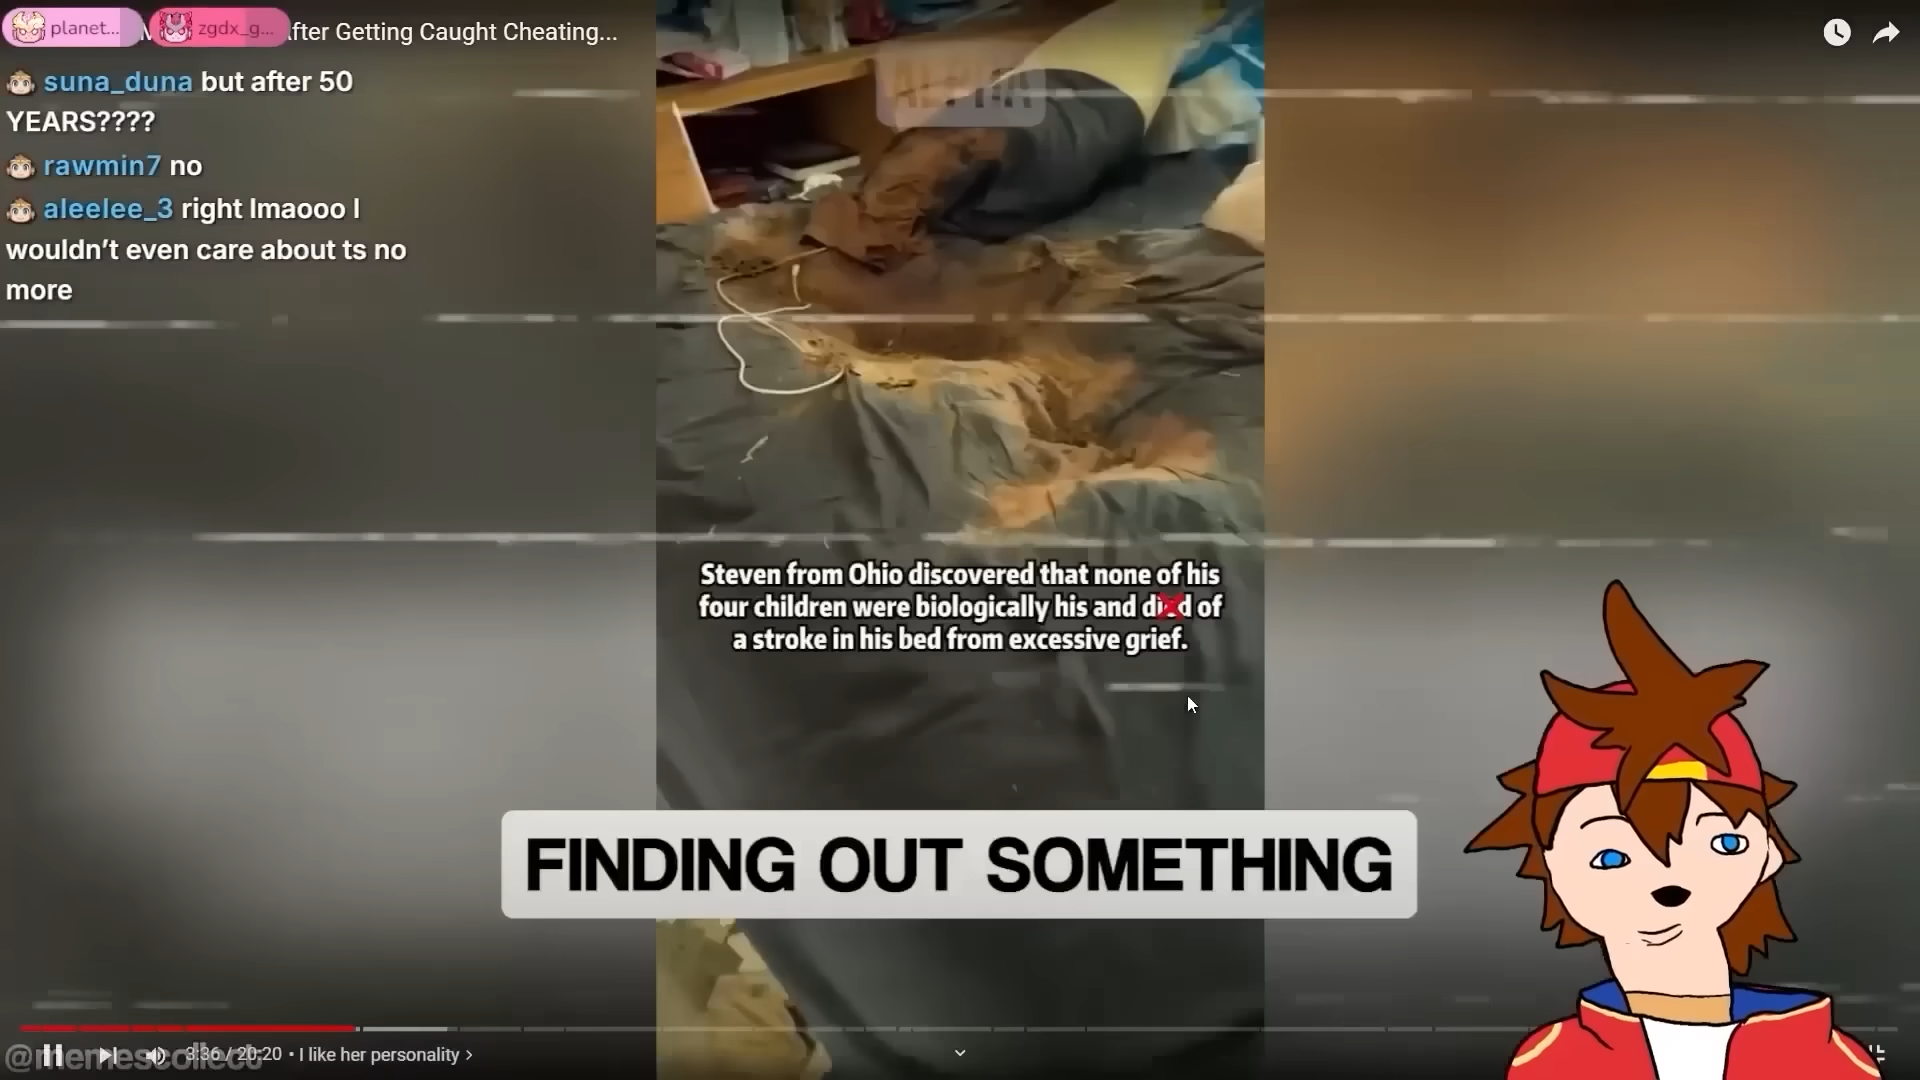 planet...
zgdx_g...
fter Getting Caught Cheating...
suna_duna but after 50
YEARS????
rawmin7 no
aleelee_3 right lmaooo I
wouldn't even care about ts no
more
ALPHA
Steven from Ohio discovered that none of his
four children were biologically his and died of
a stroke in his bed from excessive grief.
FINDING OUT SOMETHING
@memescollect
3:36 / 20:20 • I like her personality >